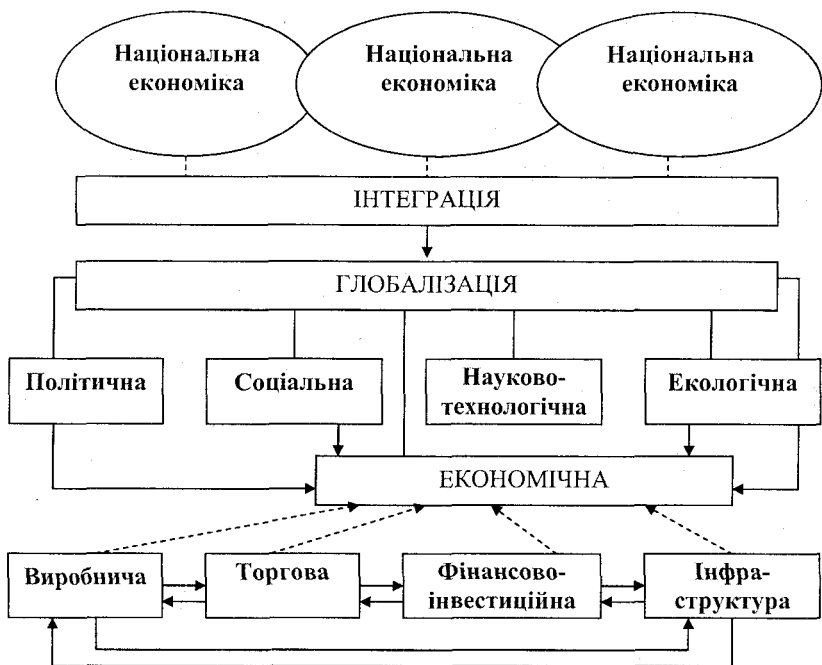 Національна
економіка
Національна
економіка
Національна
економіка
ІНТЕГРАЦІЯ
ГЛОБАЛІЗАЦІЯ
Політична
Соціальна
Науково-
технологічна
Екологічна
ЕКОНОМІЧНА
Виробнича
Торгова
Фінансово-
інвестиційна
Інфра-
структура